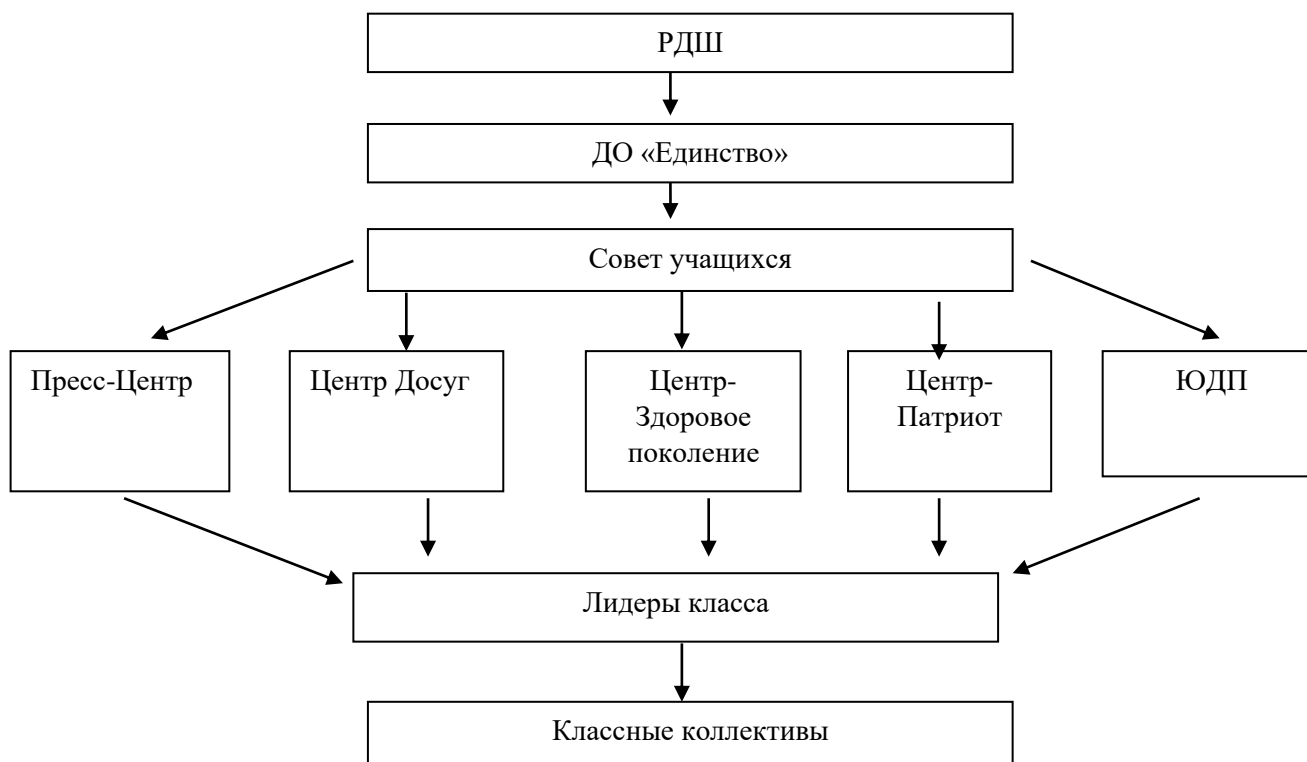 РДШ
ДО «Единство»
Совет учащихся
Пресс-Центр
Центр Досуг
Центр-
Здоровое
поколение
Центр-
Патриот
ЮДП
Лидеры класса
Классные коллективы